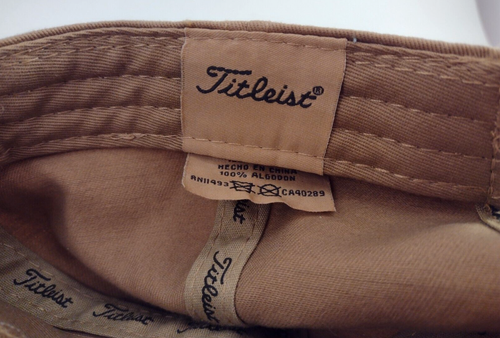 Titleist®
HECHO EN CHINA
100% ALGODON
RN11493 CA40289
Titleist
Titleist
Titleist